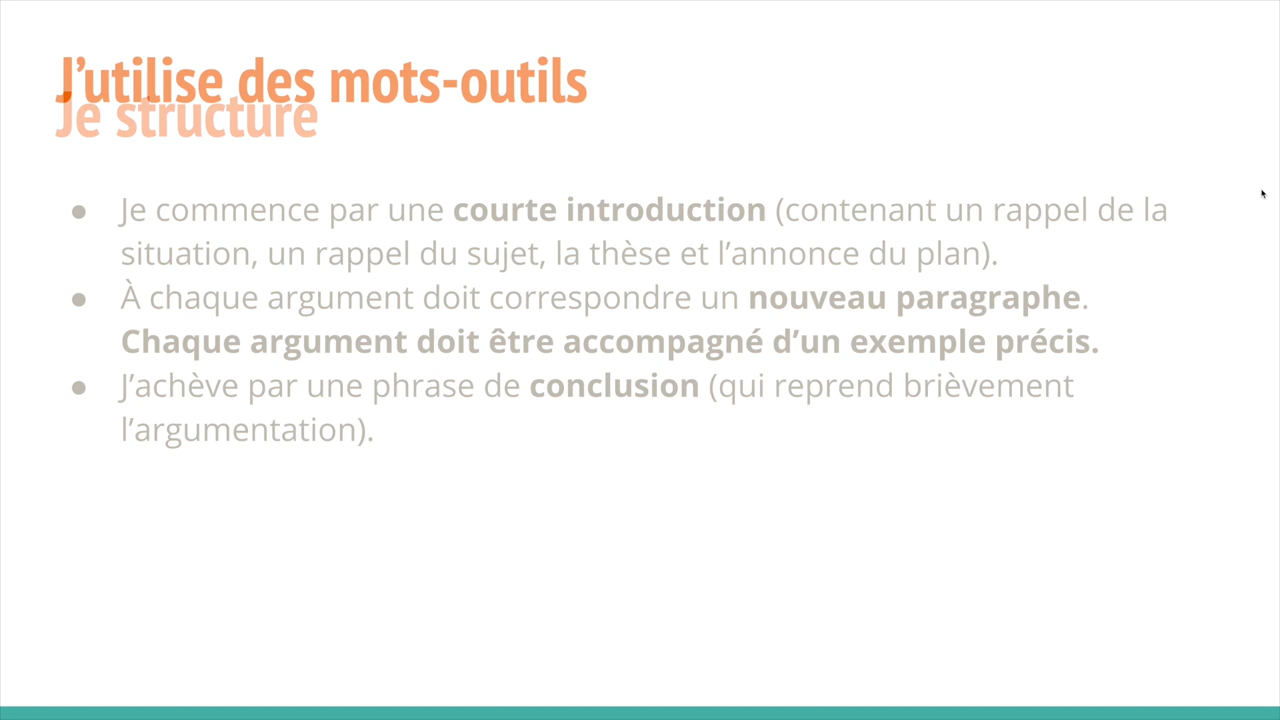 J’utilise des mots-outils
Je structure
● Je commence par une courte introduction (contenant un rappel de la
situation, un rappel du sujet, la thèse et l’annonce du plan).
● À chaque argument doit correspondre un nouveau paragraphe.
Chaque argument doit être accompagné d’un exemple précis.
● J’achève par une phrase de conclusion (qui reprend brièvement
l’argumentation).